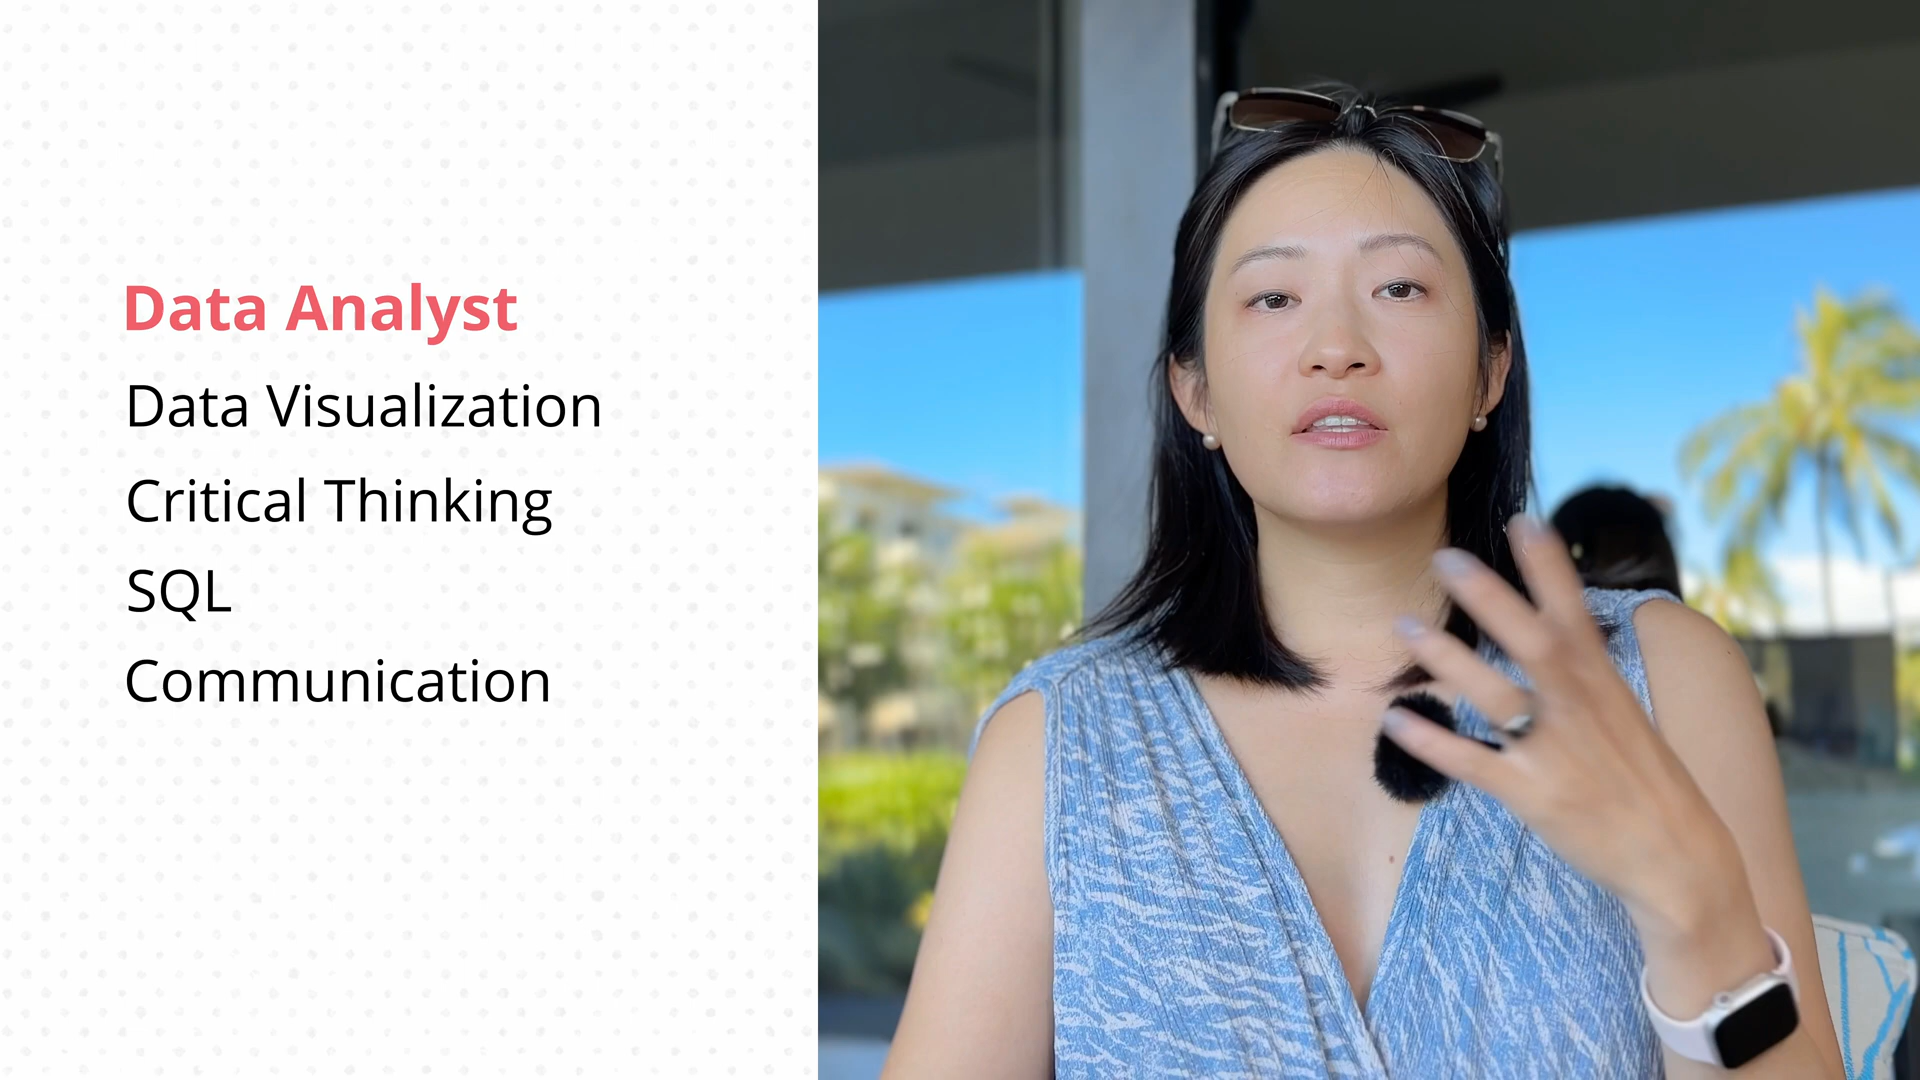 Data Analyst
Data Visualization
Critical Thinking
SQL
Communication